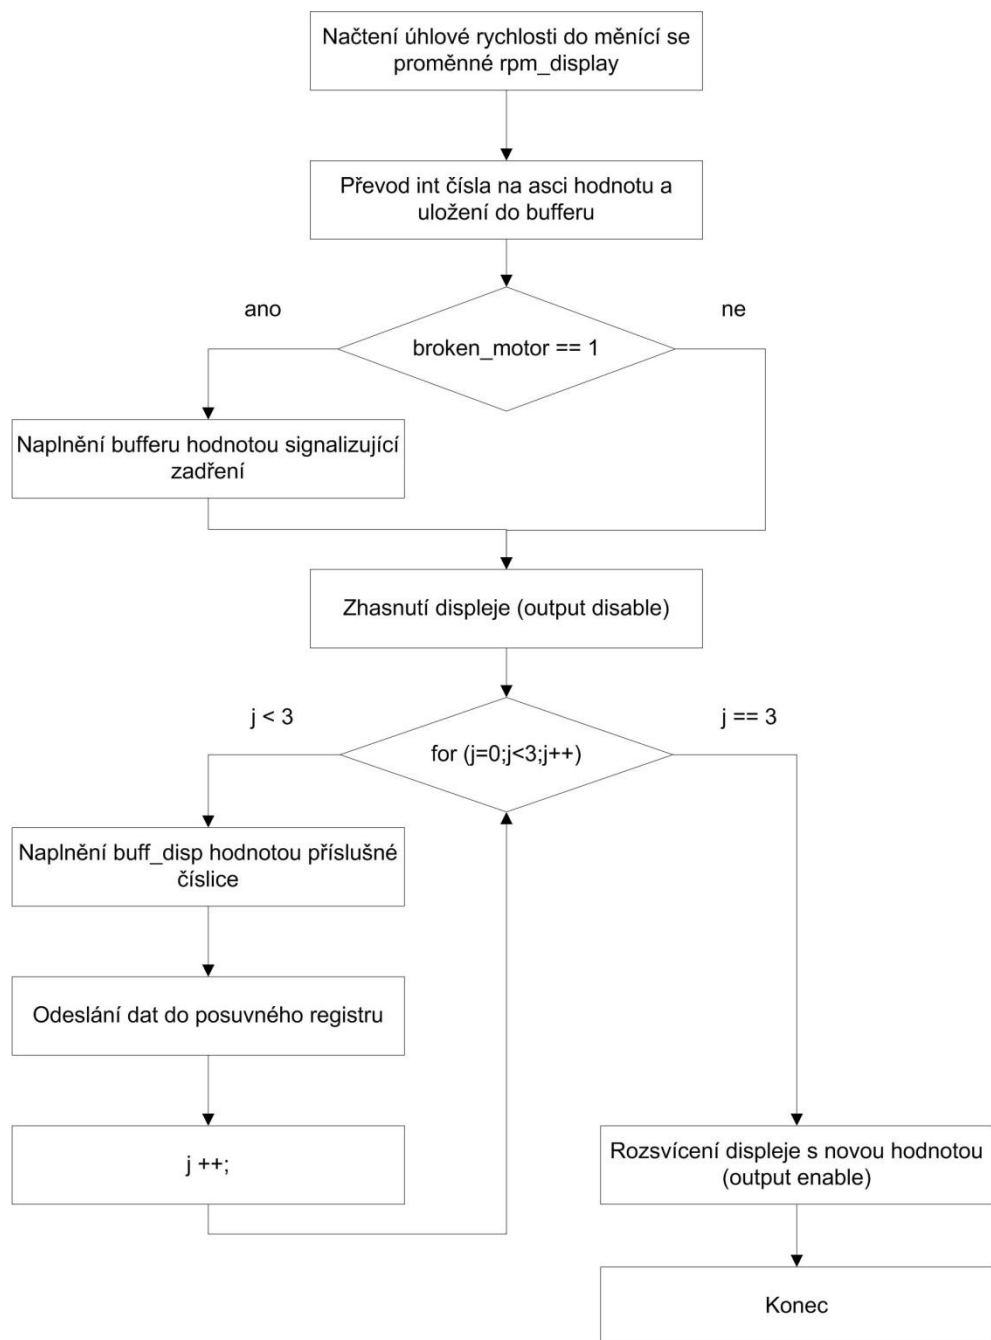 Načtení úhlové rychlosti do měnící se
proměnné rpm_display
Převod int čísla na asci hodnotu a
uložení do bufferu
ano
ne
broken_motor == 1
Naplnění bufferu hodnotou signalizující
zadření
Zhasnutí displeje (output disable)
j < 3
j == 3
for (j=0;j<3;j++)
Naplnění buff_disp hodnotou příslušné
číslice
Odeslání dat do posuvného registru
j ++;
Rozsvícení displeje s novou hodnotou
(output enable)
Konec